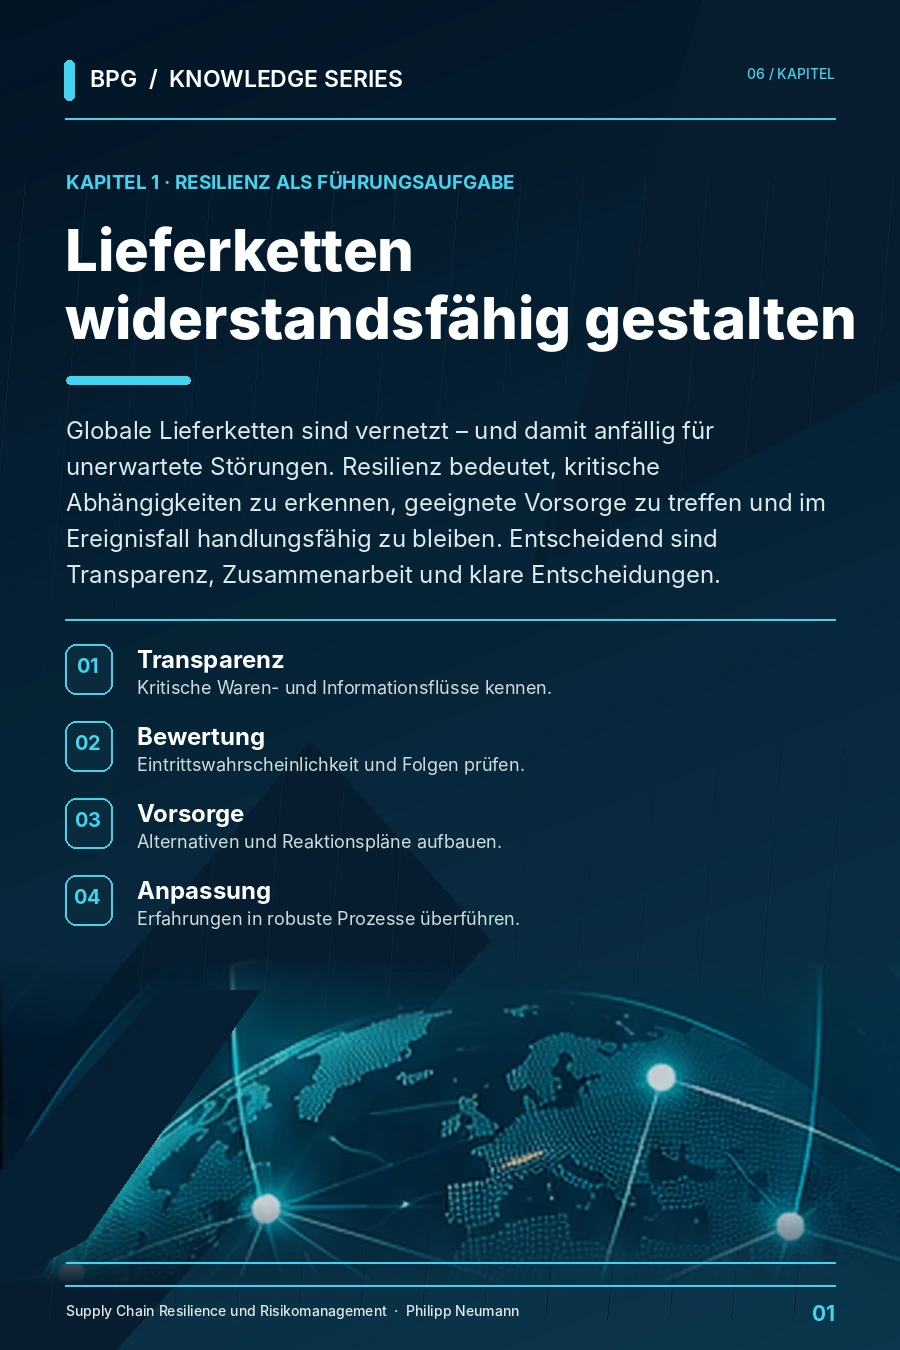 BPG / KNOWLEDGE SERIES
06 / KAPITEL
KAPITEL 1 · RESILIENZ ALS FÜHRUNGSAUFGABE
Lieferketten
widerstandsfähig gestalten
Globale Lieferketten sind vernetzt – und damit anfällig für
unerwartete Störungen. Resilienz bedeutet, kritische
Abhängigkeiten zu erkennen, geeignete Vorsorge zu treffen und im
Ereignisfall handlungsfähig zu bleiben. Entscheidend sind
Transparenz, Zusammenarbeit und klare Entscheidungen.
01
Transparenz
Kritische Waren- und Informationsflüsse kennen.
02
Bewertung
Eintrittswahrscheinlichkeit und Folgen prüfen.
03
Vorsorge
Alternativen und Reaktionspläne aufbauen.
04
Anpassung
Erfahrungen in robuste Prozesse überführen.
Supply Chain Resilience und Risikomanagement · Philipp Neumann
01